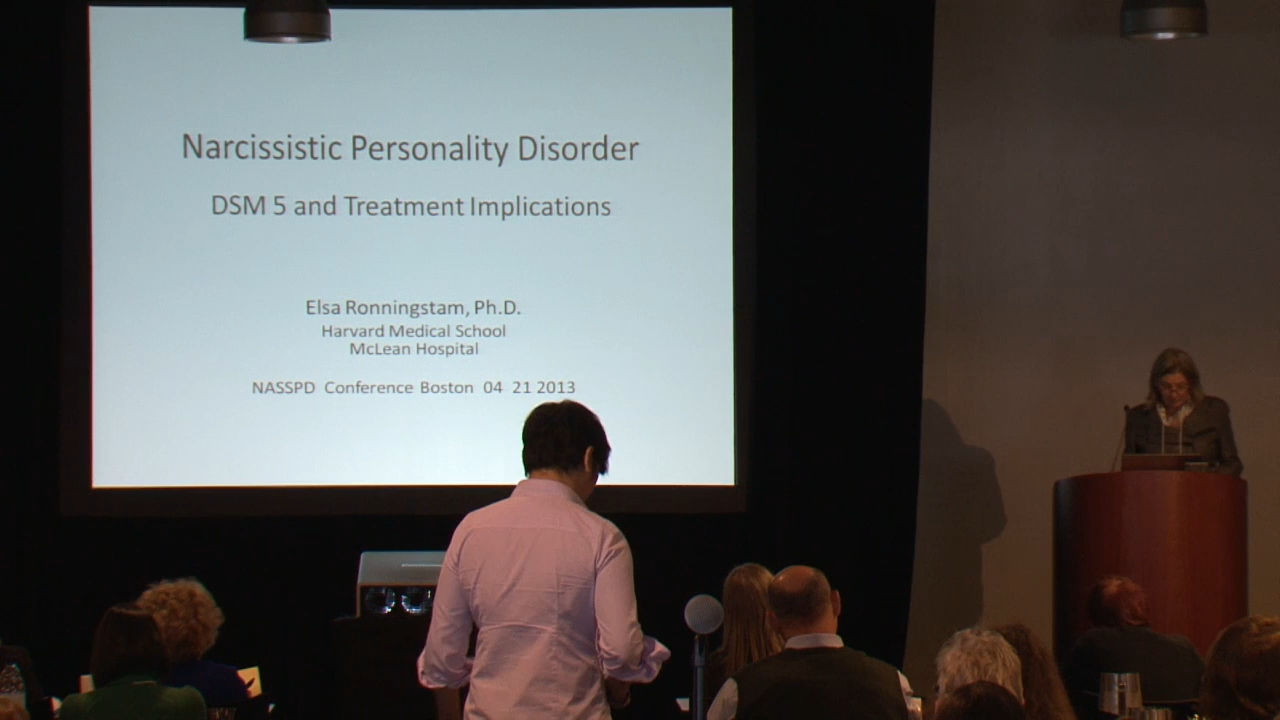 Narcissistic Personality Disorder
DSM 5 and Treatment Implications
Elsa Ronningstam, Ph.D.
Harvard Medical School
McLean Hospital
NASSPD Conference Boston 04 21 2013